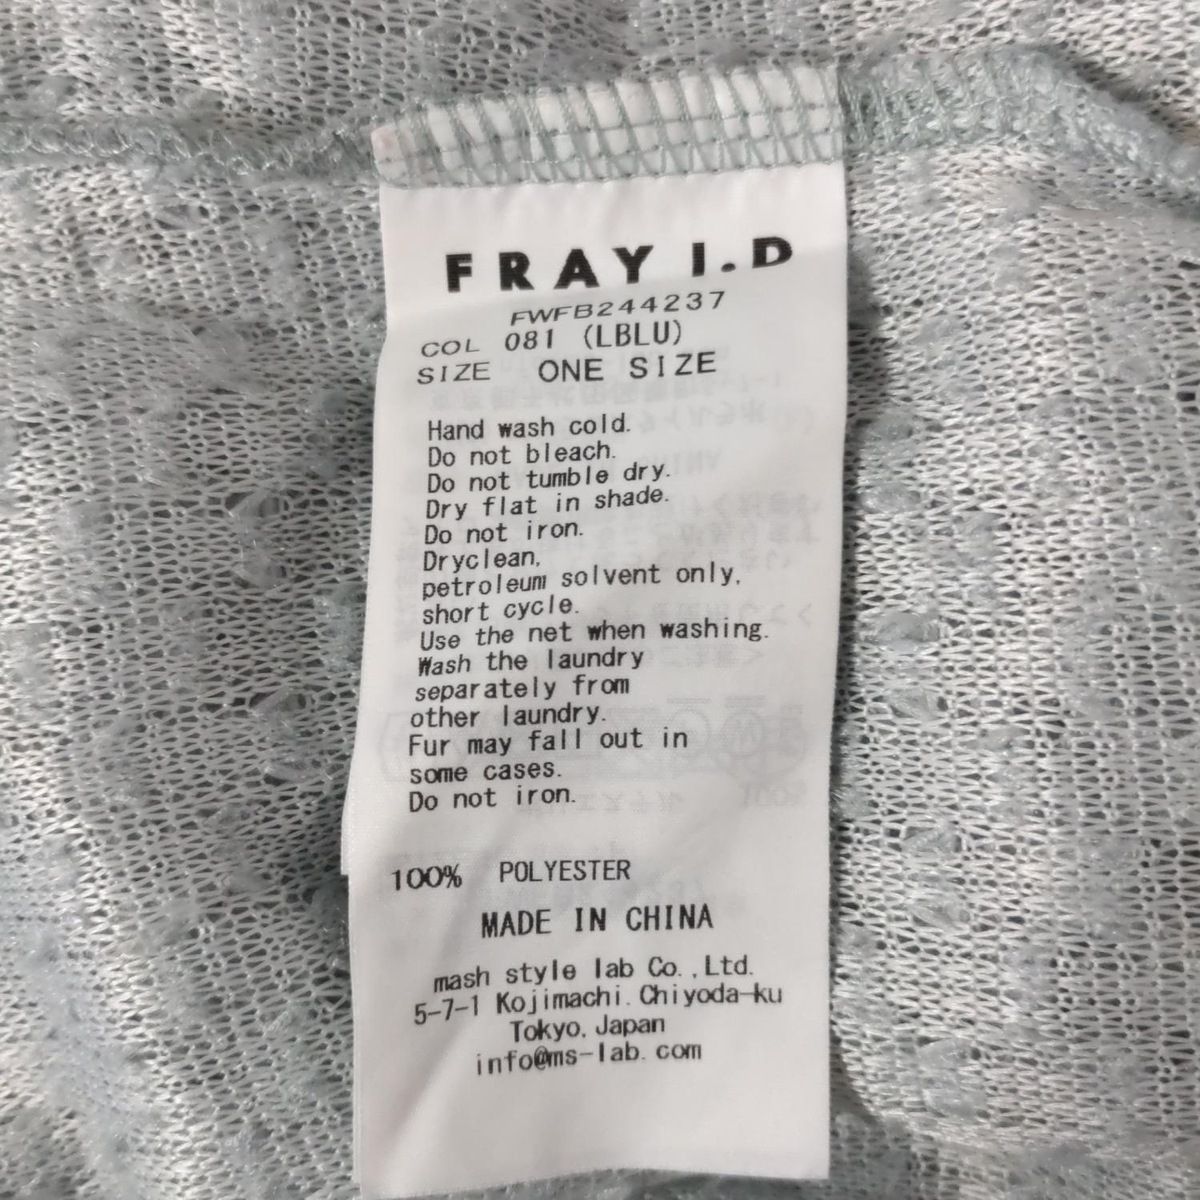 FRAY I.D
FWFB244237
COL 081 (LBLU)
SIZE ONE SIZE
Hand wash cold.
Do not bleach.
Do not tumble dry.
Dry flat in shade.
Do not iron.
Dryclean,
petroleum solvent only,
short cycle.
Use the net when washing.
Wash the laundry
separately from
other laundry.
Fur may fall out in
some cases.
Do not iron.
100% POLYESTER
MADE IN CHINA
mash style lab Co.,Ltd.
5-7-1 Kojimachi. Chiyoda-ku
Tokyo. Japan
info@ms-lab.com